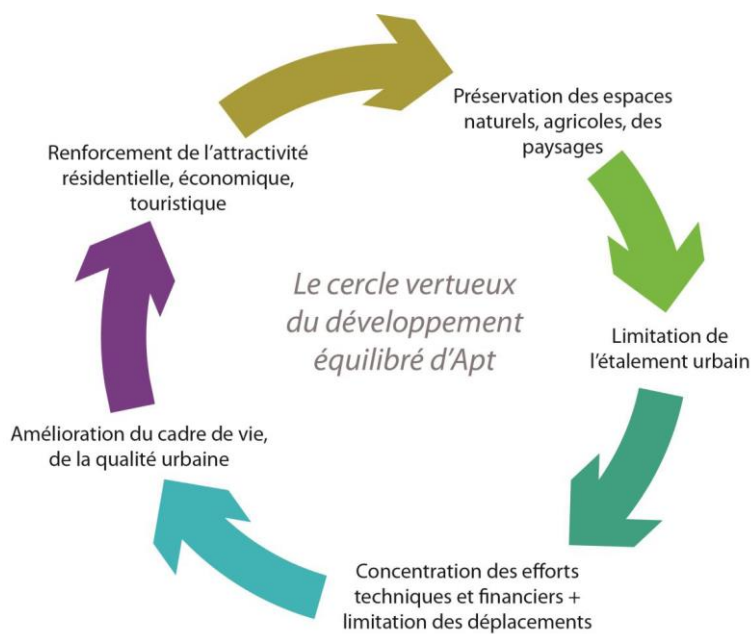 Préservation des espaces
naturels, agricoles, des
paysages
Limitation de
l'étalement urbain
Concentration des efforts
techniques et financiers +
limitation des déplacements
Amélioration du cadre de vie,
de la qualité urbaine
Renforcement de l'attractivité
résidentielle, économique,
touristique
Le cercle vertueux
du développement
équilibré d'Apt